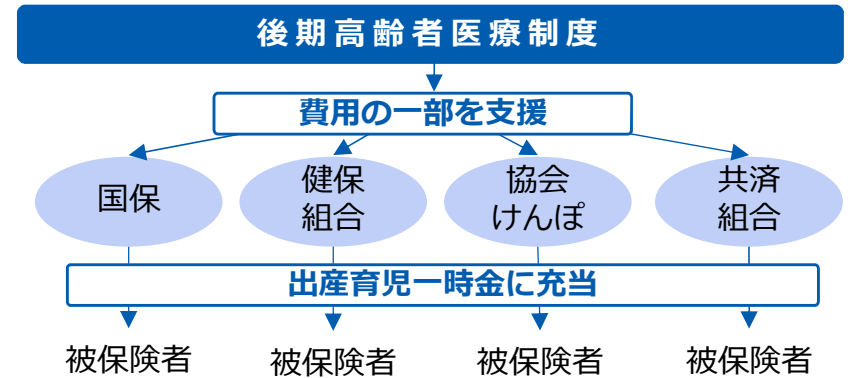 後期高齢者医療制度
費用の一部を支援
国保
健保
組合
協会
けんぽ
共済
組合
出産育児一時金に充当
被保険者
被保険者
被保険者
被保険者